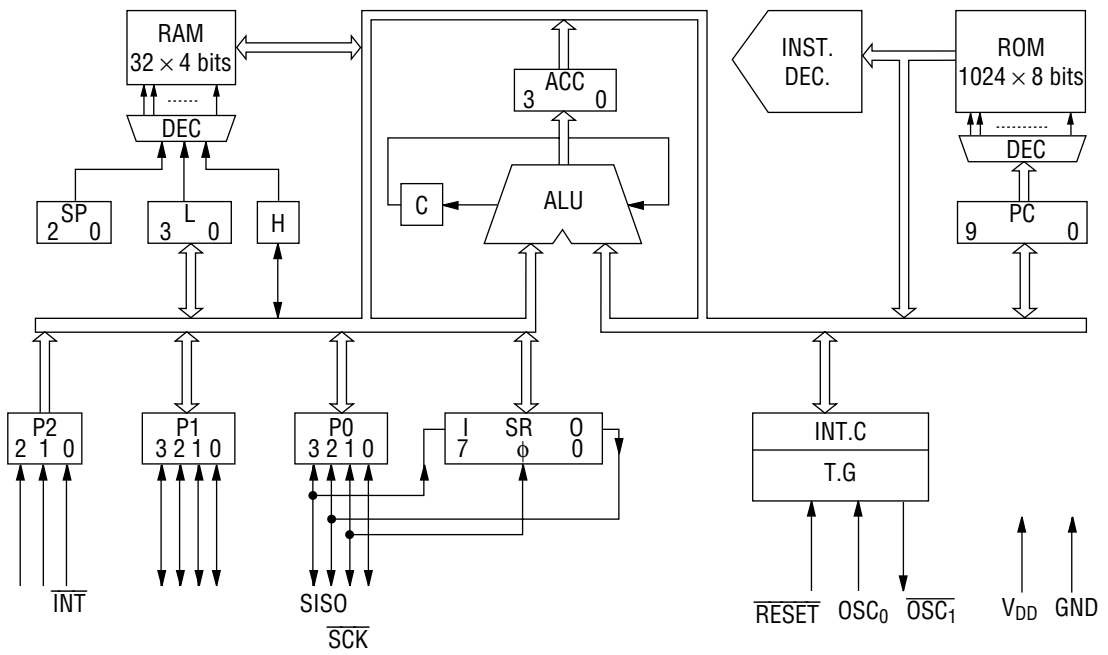 RAM
32 × 4 bits
DEC
SP
2 0
L
3 0
H
ACC
3 0
C
ALU
INST.
DEC.
ROM
1024 × 8 bits
DEC
PC
9 0
P2
2 1 0
P1
3 2 1 0
P0
3 2 1 0
I SR O
7 ϕ 0
INT.C
T.G
INT
SISO
SCK
RESET
OSC0
OSC1
VDD
GND